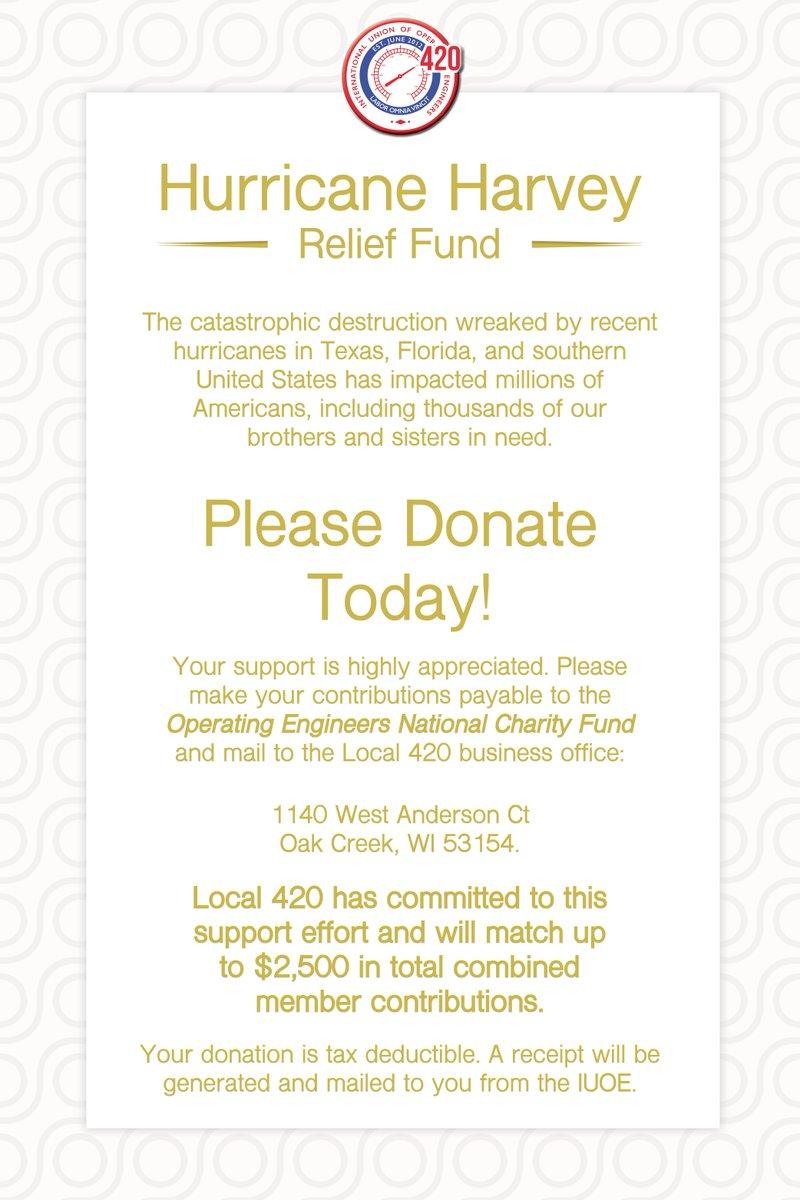 INTERNATIONAL UNION OF OPERATING ENGINEERS
EST. JUNE 2012
420
LABOR OMNIA VINCIT
Hurricane Harvey
Relief Fund
The catastrophic destruction wreaked by recent
hurricanes in Texas, Florida, and southern
United States has impacted millions of
Americans, including thousands of our
brothers and sisters in need.
Please Donate
Today!
Your support is highly appreciated. Please
make your contributions payable to the
Operating Engineers National Charity Fund
and mail to the Local 420 business office:
1140 West Anderson Ct
Oak Creek, WI 53154.
Local 420 has committed to this
support effort and will match up
to $2,500 in total combined
member contributions.
Your donation is tax deductible. A receipt will be
generated and mailed to you from the IUOE.